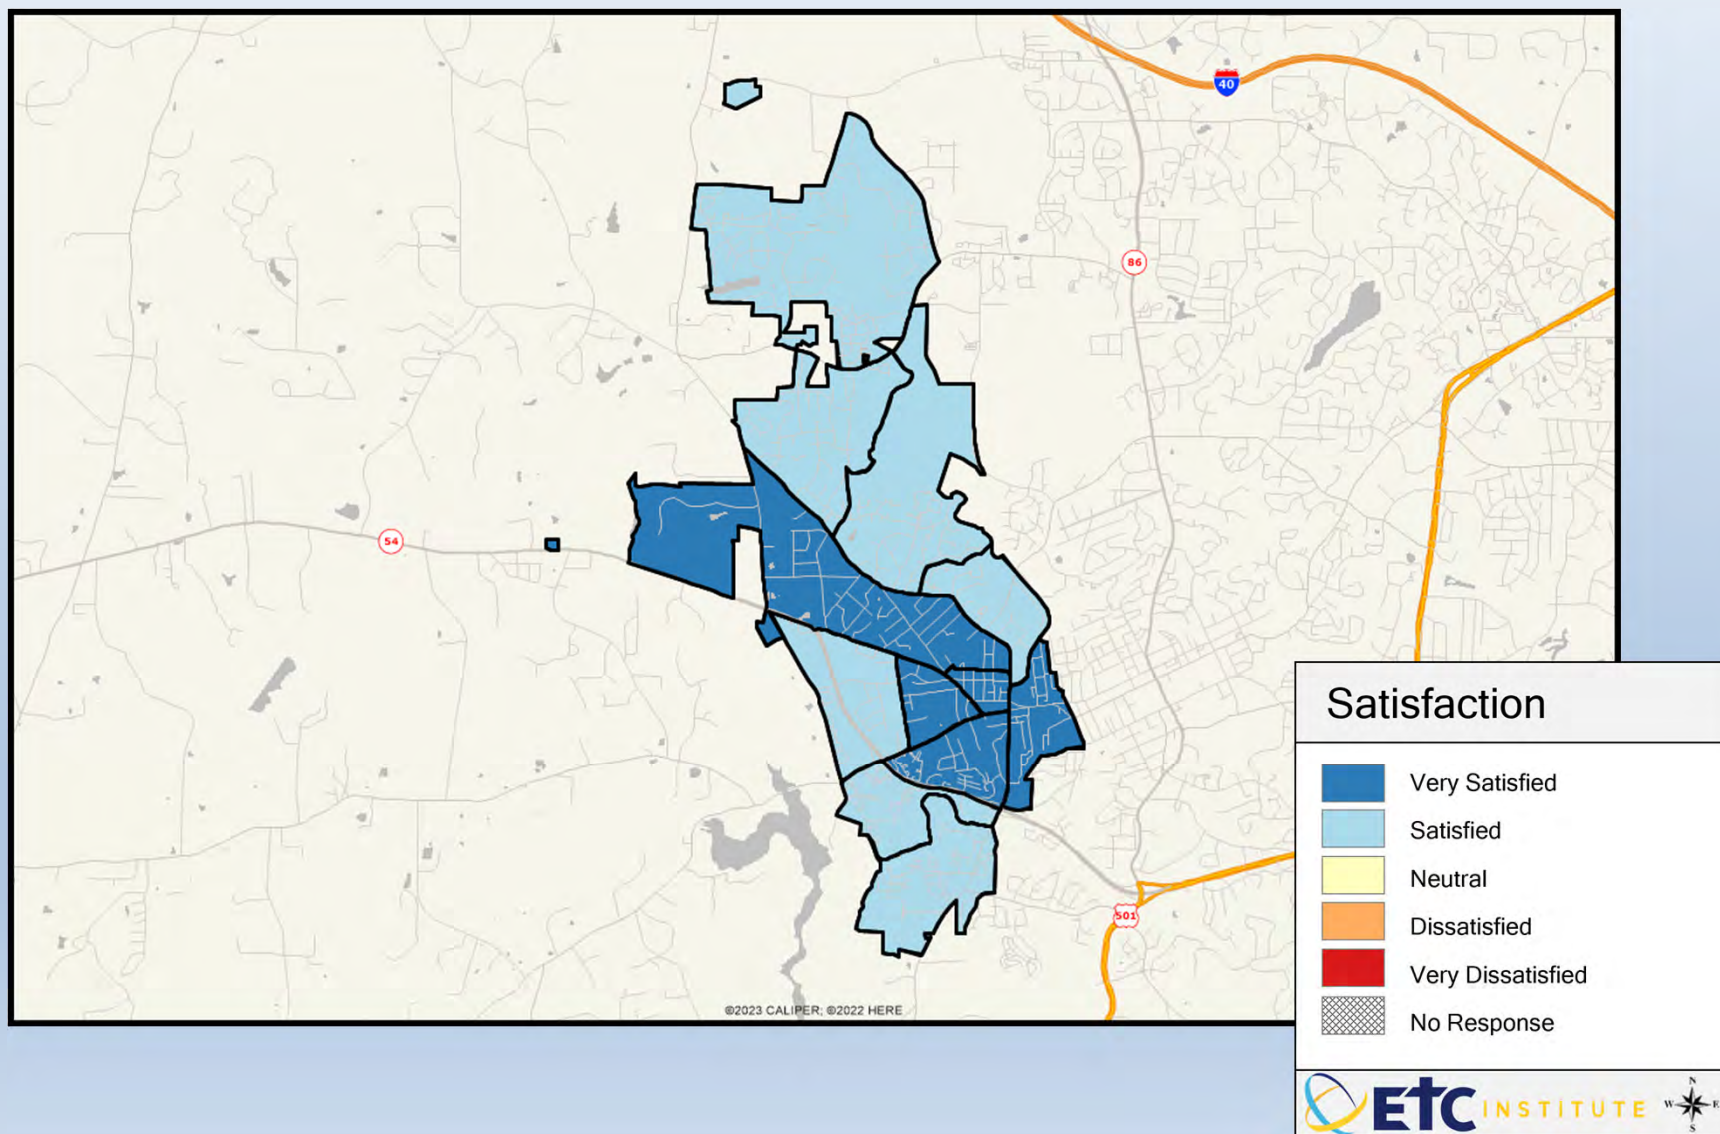 40
86
54
501
©2023 CALIPER; ©2022 HERE
Satisfaction
Very Satisfied
Satisfied
Neutral
Dissatisfied
Very Dissatisfied
No Response
ETC INSTITUTE
N
W E
S